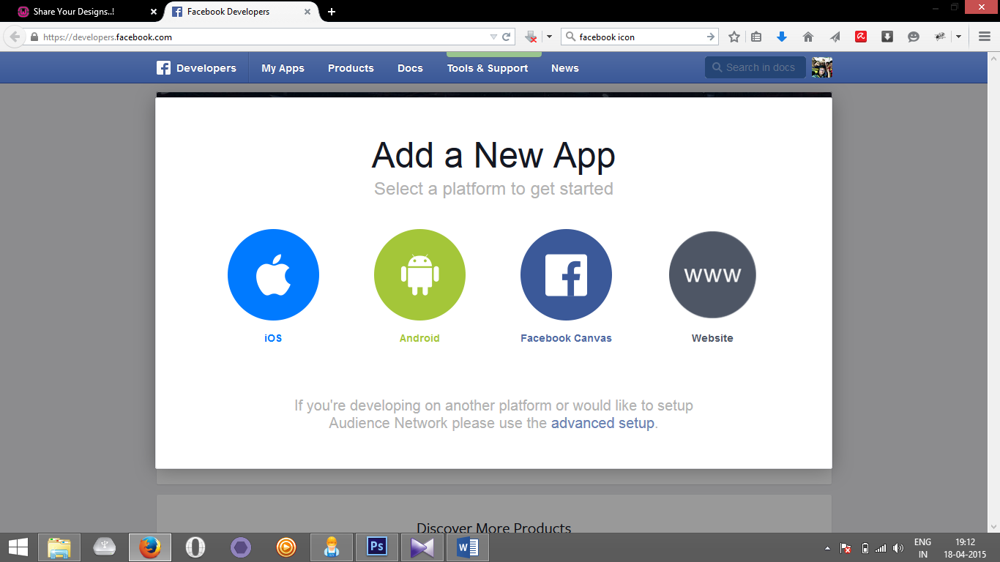 Share Your Designs..!
Facebook Developers
https://developers.facebook.com
facebook icon
Developers
My Apps
Products
Docs
Tools & Support
News
Search in docs
Add a New App
Select a platform to get started
www
iOS
Android
Facebook Canvas
Website
If you're developing on another platform or would like to setup
Audience Network please use the advanced setup.
Discover More Products
Ps
W
ENG
IN
19:12
18-04-2015